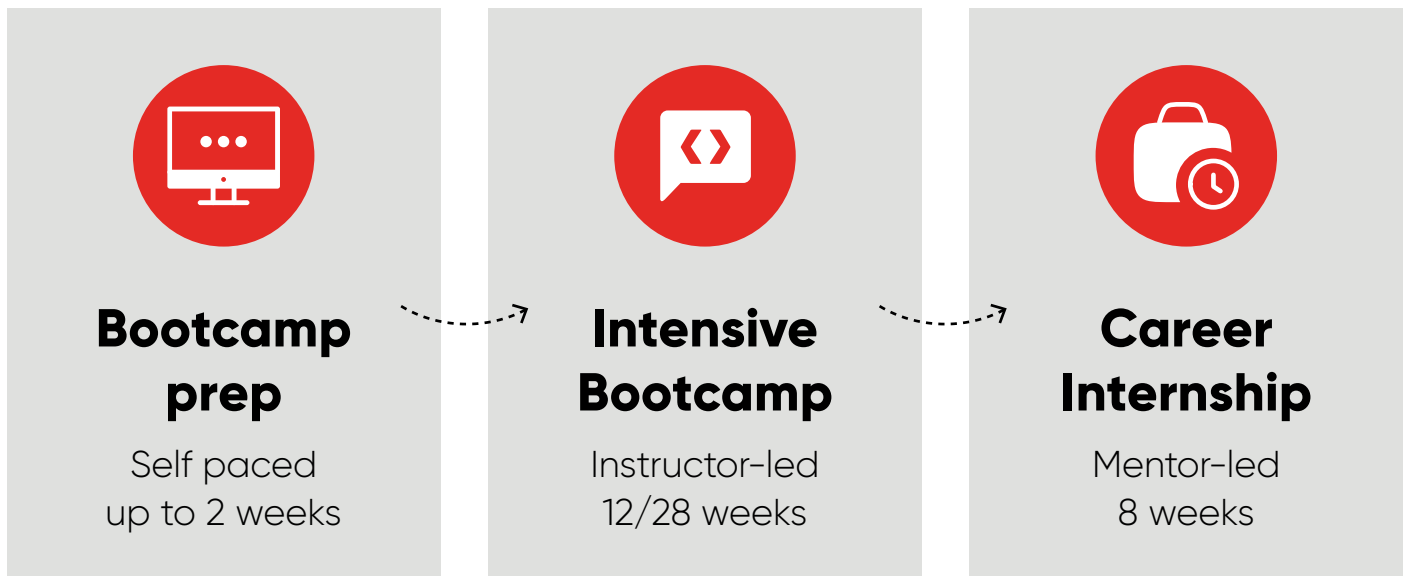 Bootcamp
prep
Self paced
up to 2 weeks
Intensive
Bootcamp
Instructor-led
12/28 weeks
Career
Internship
Mentor-led
8 weeks